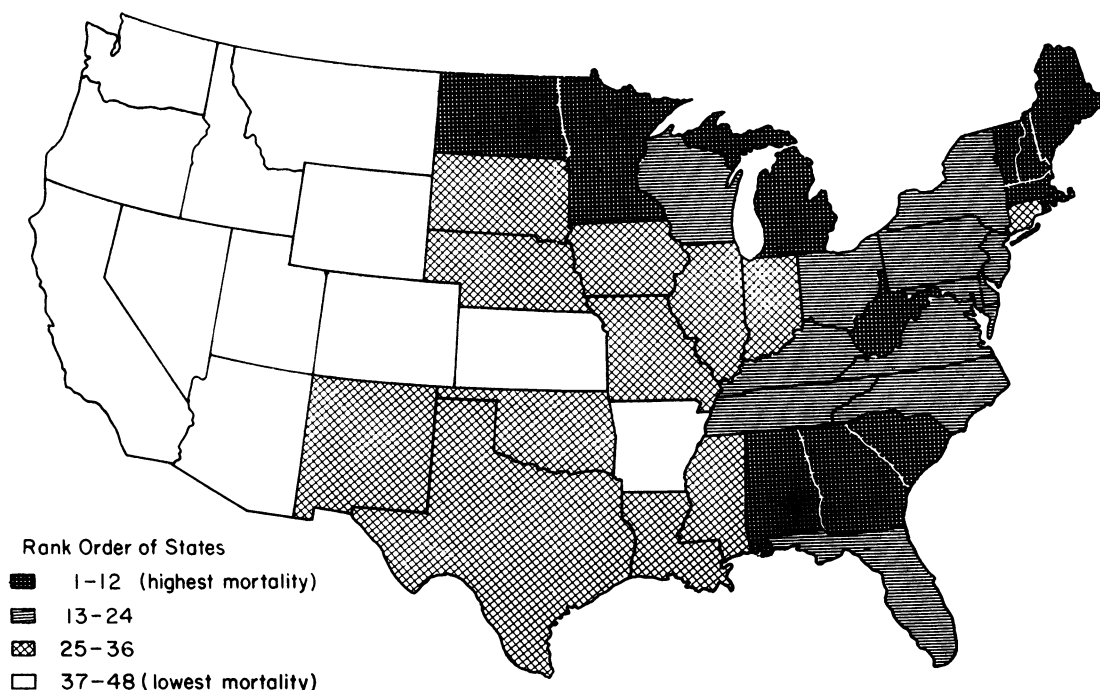 Rank Order of States
1-12 (highest mortality)
13-24
25-36
37-48 (lowest mortality)